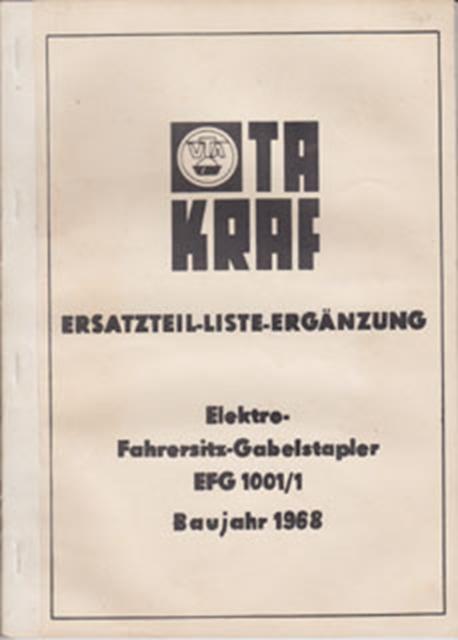 VTA TA
KRAF
ERSATZTEIL-LISTE-ERGÄNZUNG
Elektro-
Fahrersitz-Gabelstapler
EFG 1001/1
Baujahr 1968